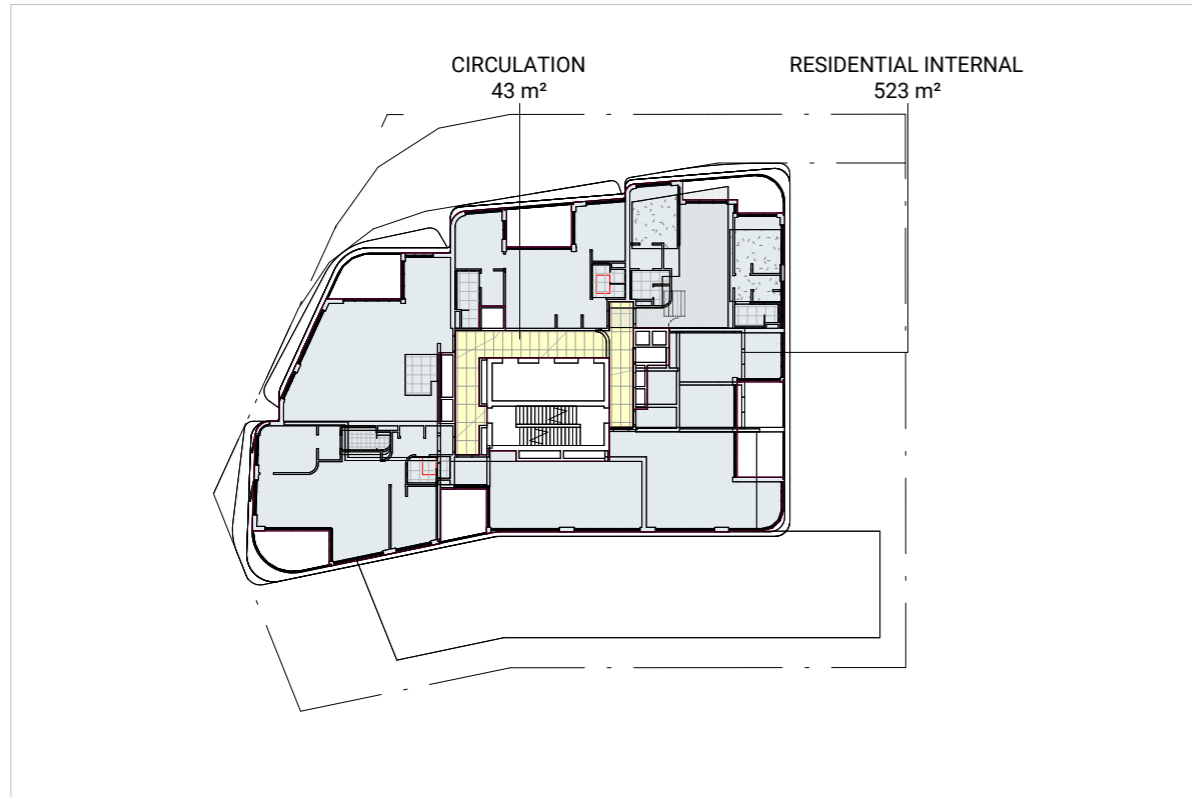 CIRCULATION
43 m²
RESIDENTIAL INTERNAL
523 m²